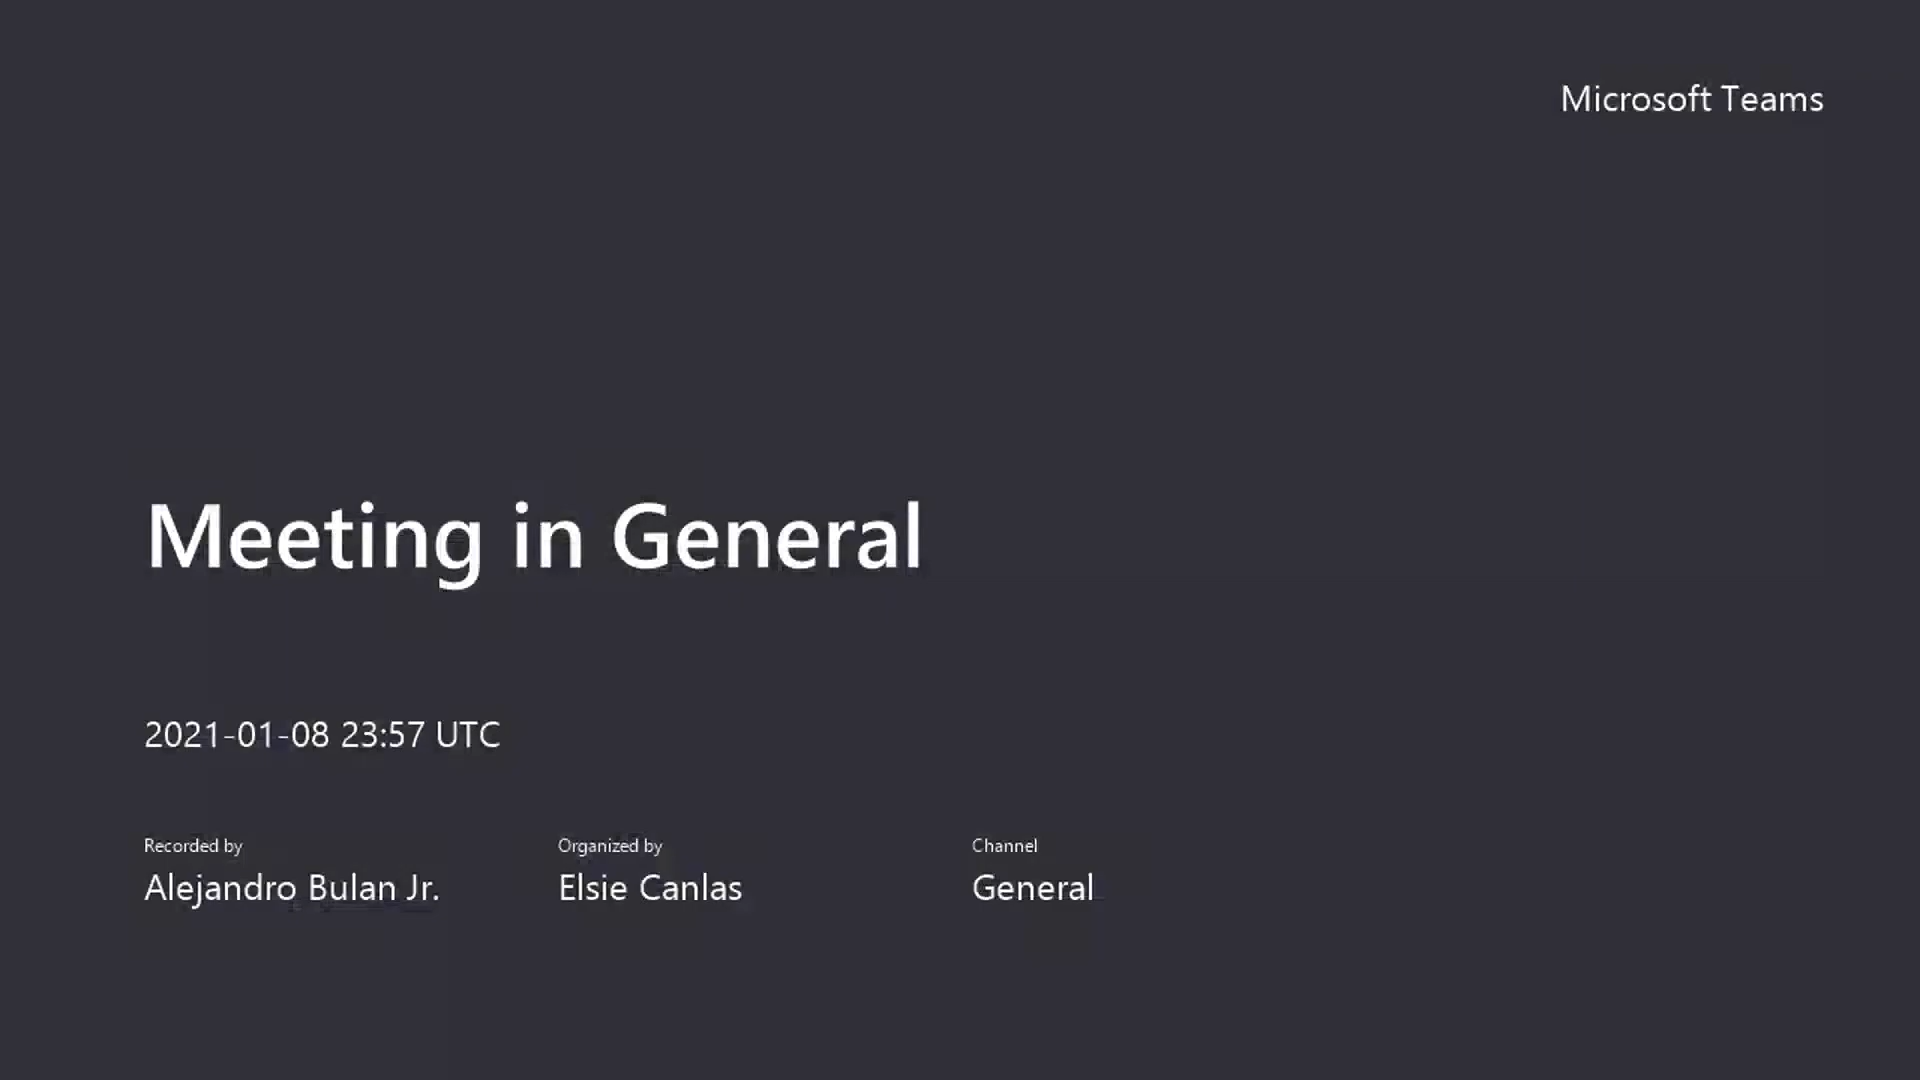 Microsoft Teams
Meeting in General
2021-01-08 23:57 UTC
Recorded by
Alejandro Bulan Jr.
Organized by
Elsie Canlas
Channel
General